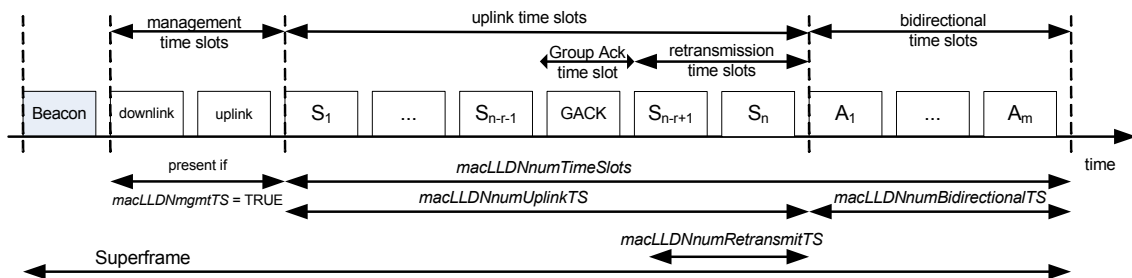 management
time slots
uplink time slots
bidirectional
time slots
Group Ack
time slot
retransmission
time slots
Beacon
downlink
uplink
S1
...
Sn-r-1
GACK
Sn-r+1
Sn
A1
...
Am
time
present if
macLLDNmgmtTS = TRUE
macLLDNnumTimeSlots
macLLDNnumUplinkTS
macLLDNnumBidirectionalTS
macLLDNnumRetransmitTS
Superframe